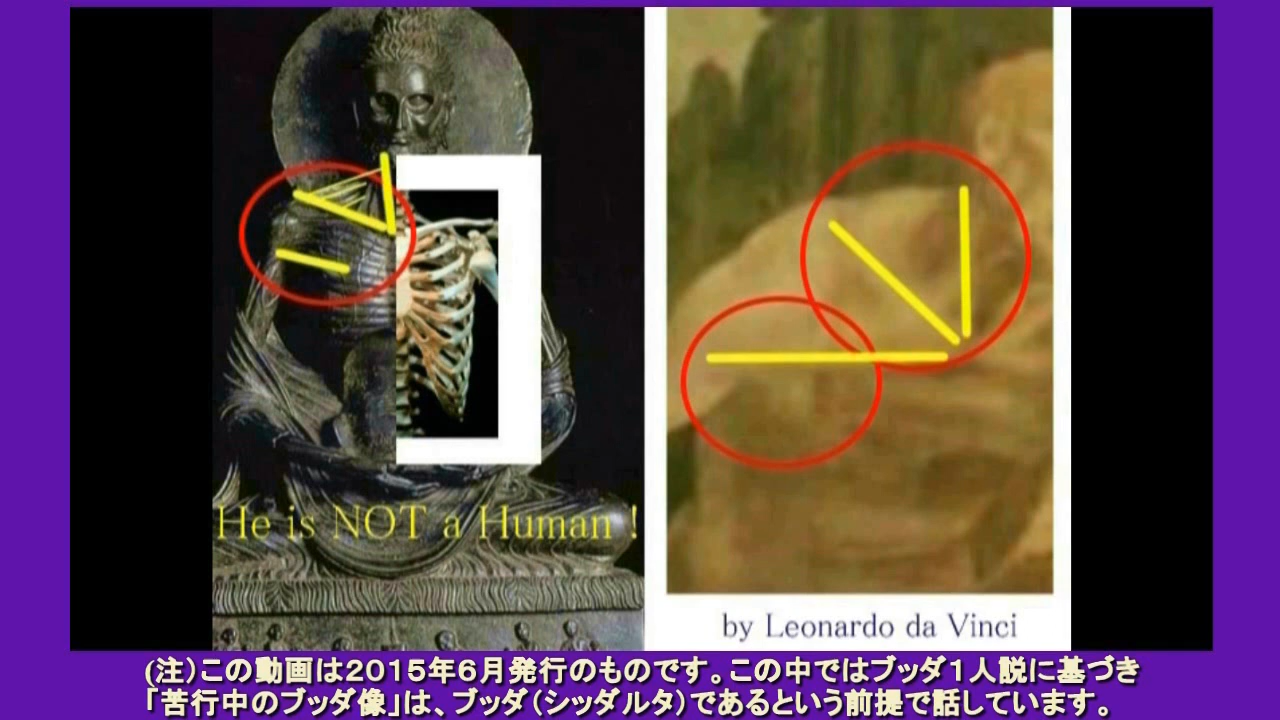 He is NOT a Human !
by Leonardo da Vinci
(注)この動画は2015年6月発行のものです。この中ではブッダ1人説に基づき
「苦行中のブッダ像」は、ブッダ(シッダルタ)であるという前提で話しています。